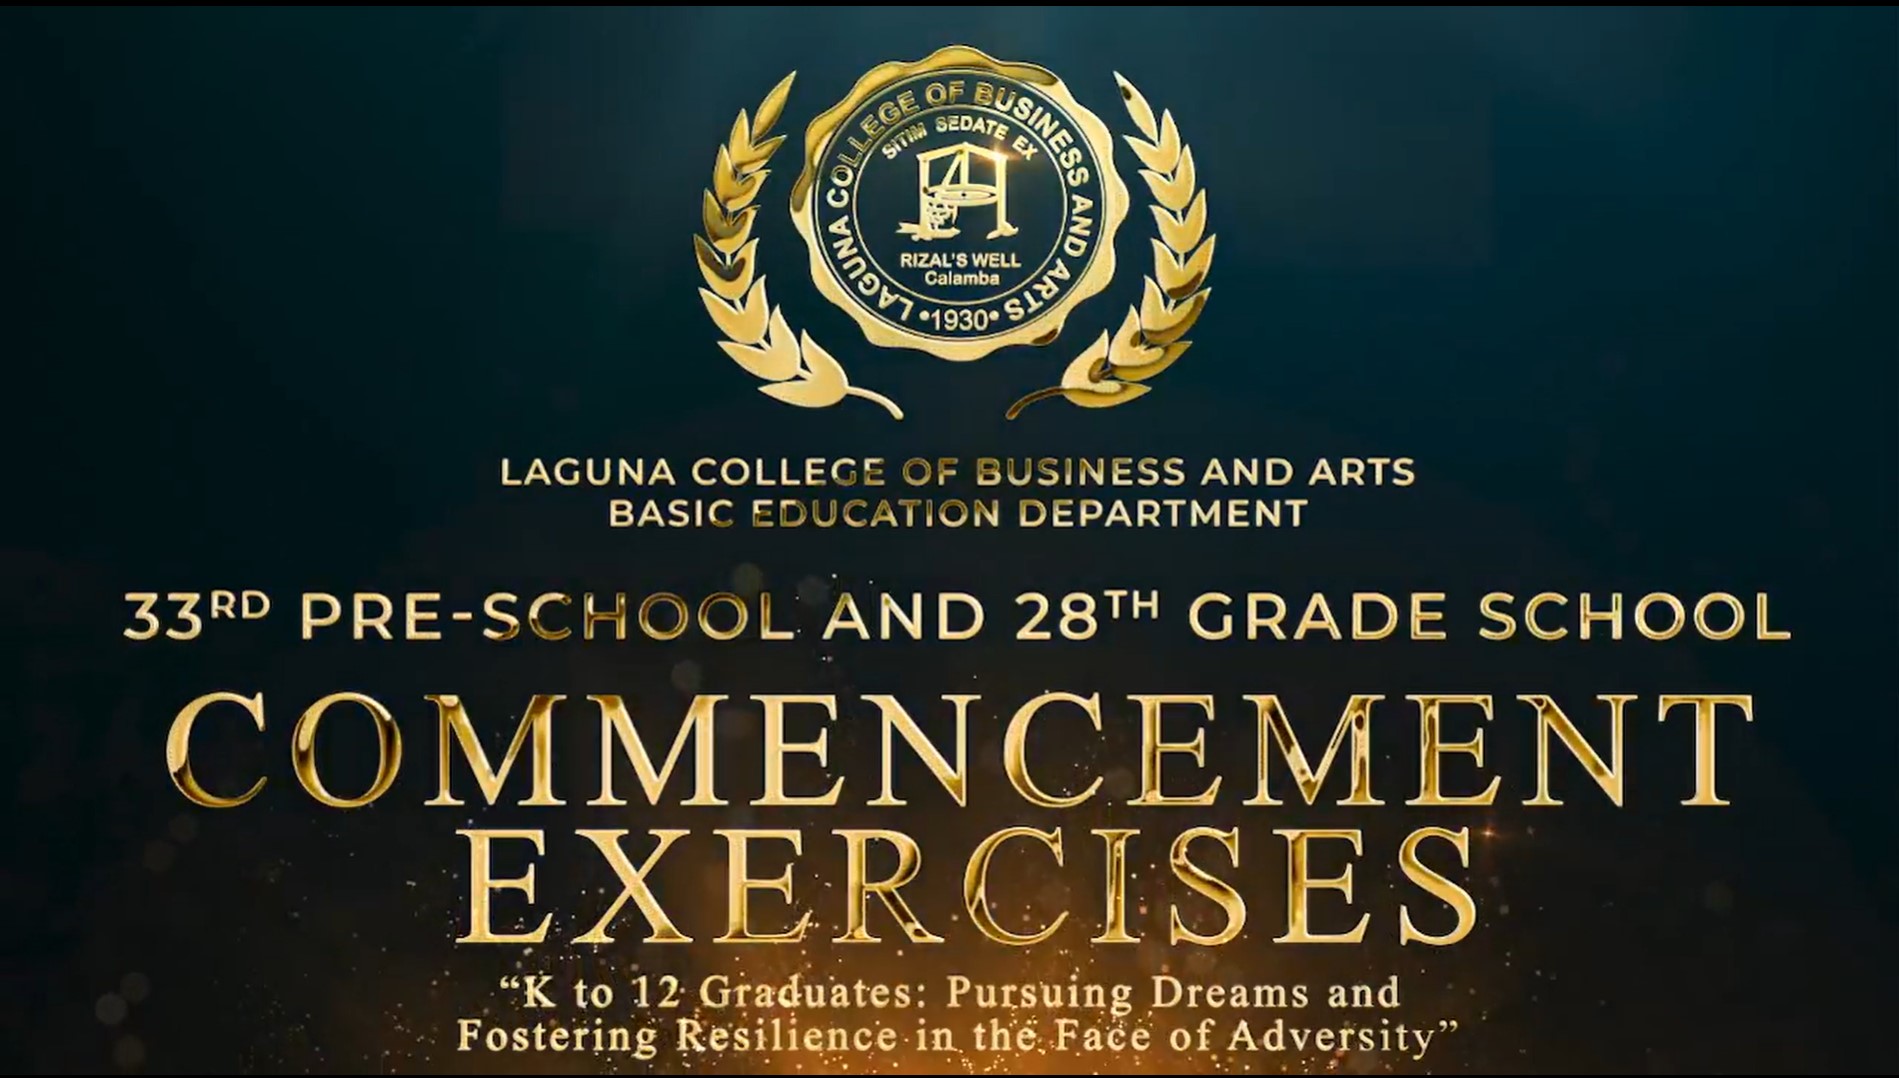 LAGUNA COLLEGE OF BUSINESS AND ARTS
SITIM SEDATE EX
RIZAL'S WELL
Calamba
•1930•
LAGUNA COLLEGE OF BUSINESS AND ARTS
BASIC EDUCATION DEPARTMENT
33RD PRE-SCHOOL AND 28TH GRADE SCHOOL
COMMENCEMENT
EXERCISES
“K to 12 Graduates: Pursuing Dreams and
Fostering Resilience in the Face of Adversity”